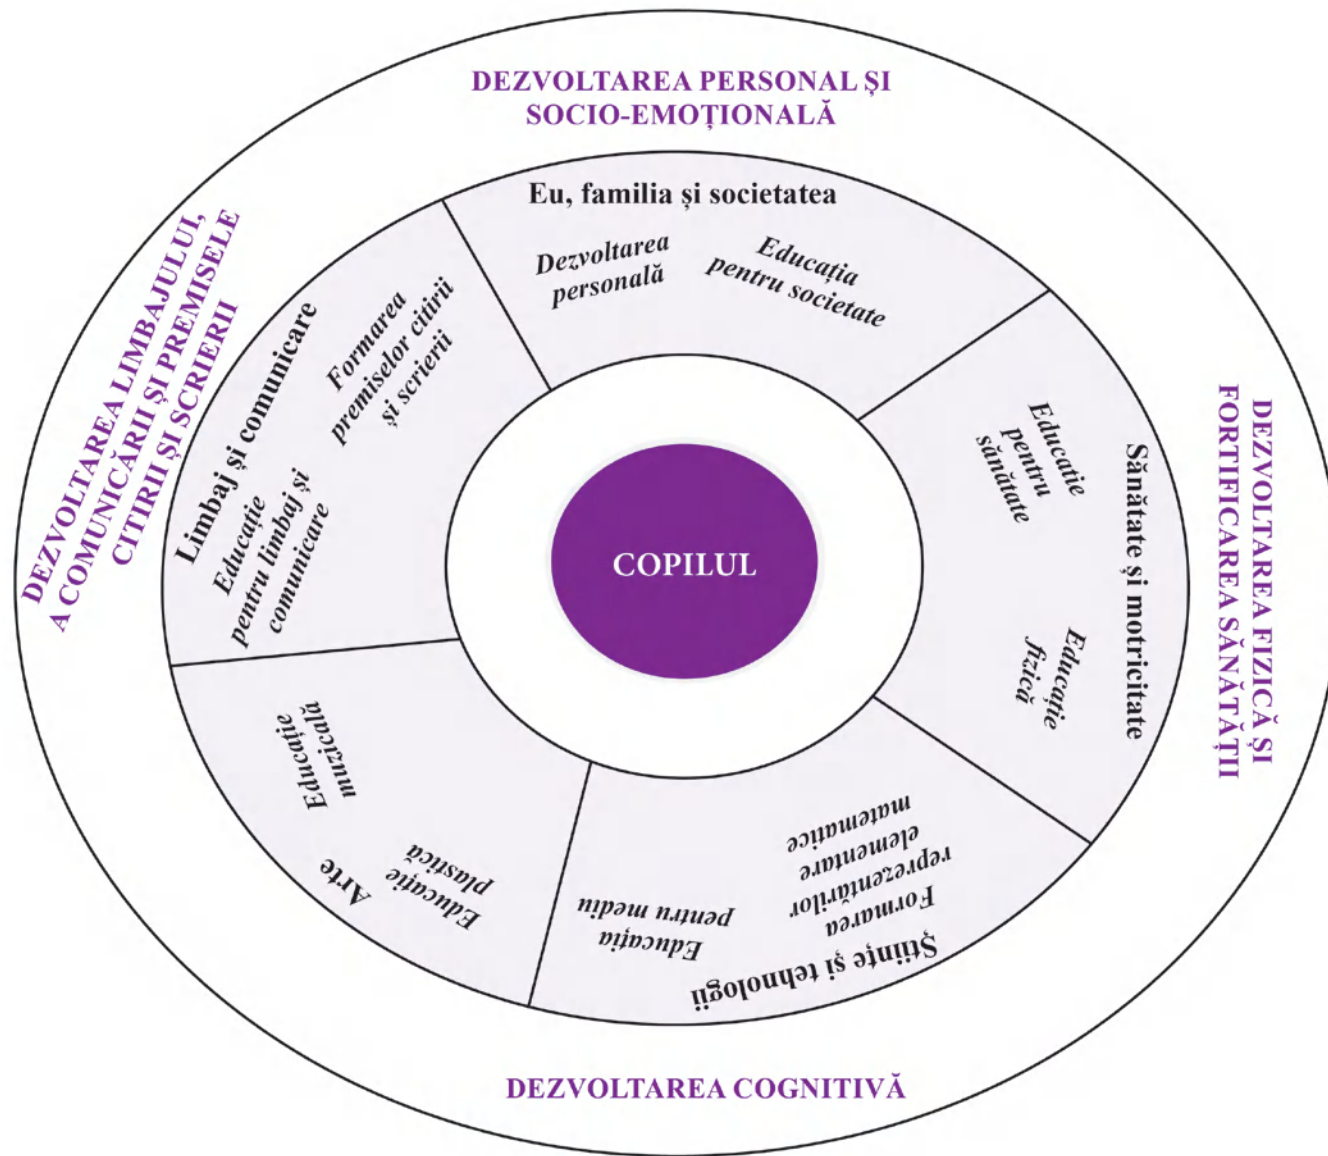 DEZVOLTAREA PERSONAL ȘI
SOCIO-EMOȚIONALĂ
Eu, familia și societatea
Dezvoltarea
personală
Educația
pentru societate
DEZVOLTAREA LIMBAJULUI,
A COMUNICĂRII ȘI PREMISELE
CITIRII ȘI SCRIERII
Limbaj și comunicare
Formarea
premiselor citirii
și scrierii
Educație
pentru limbaj și
comunicare
COPILUL
Educatie
pentru
sănătate
Sănătate și motricitate
Educație
fizică
DEZVOLTAREA FIZICĂ ȘI
FORTIFICAREA SĂNĂTĂȚII
Educație
muzicală
Arte
Educație
plastică
Educația
pentru mediu
Formarea
reprezentărilor
elementare
matematice
Științe și tehnologii
DEZVOLTAREA COGNITIVĂ